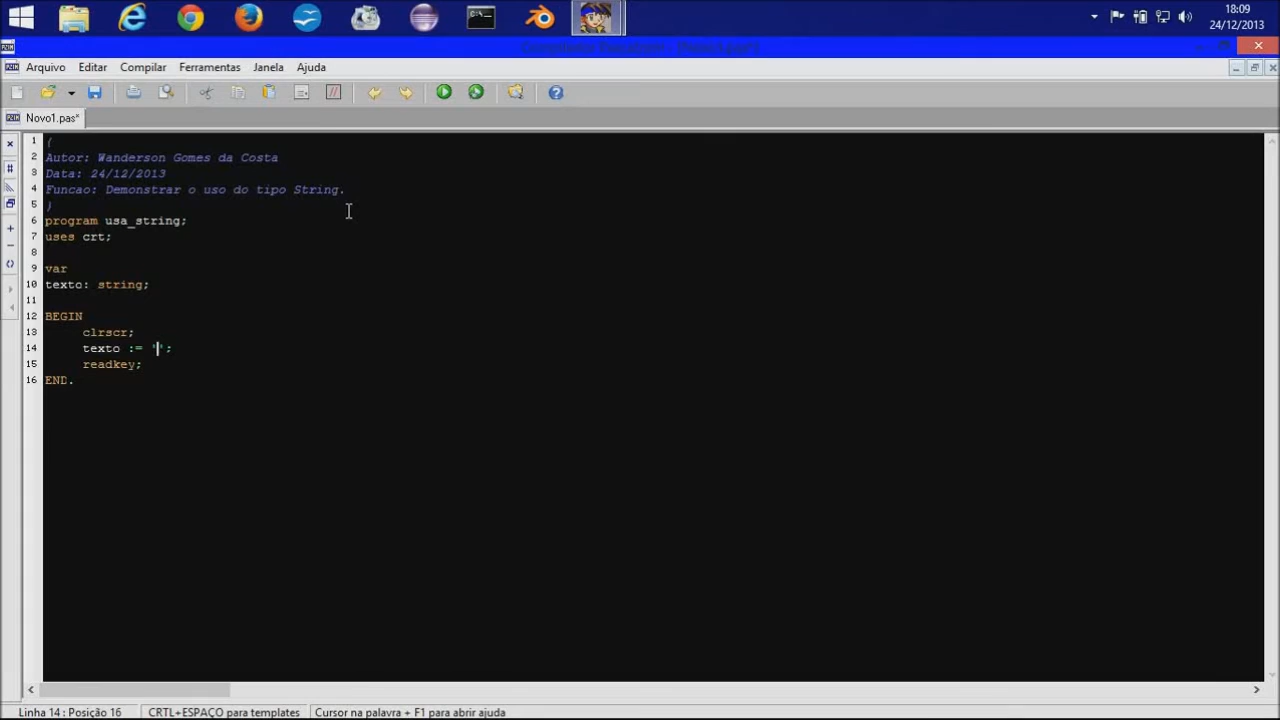 18:09
24/12/2013
Arquivo Editar Compilar Ferramentas Janela Ajuda
Novo1.pas*
1 {
2 Autor: Wanderson Gomes da Costa
3 Data: 24/12/2013
4 Funcao: Demonstrar o uso do tipo String.
5 }
6 program usa_string;
7 uses crt;
8
9 var
10 texto: string;
11
12 BEGIN
13 clrscr;
14 texto := '';
15 readkey;
16 END.
Linha 14 : Posição 16 CRTL+ESPAÇO para templates Cursor na palavra + F1 para abrir ajuda